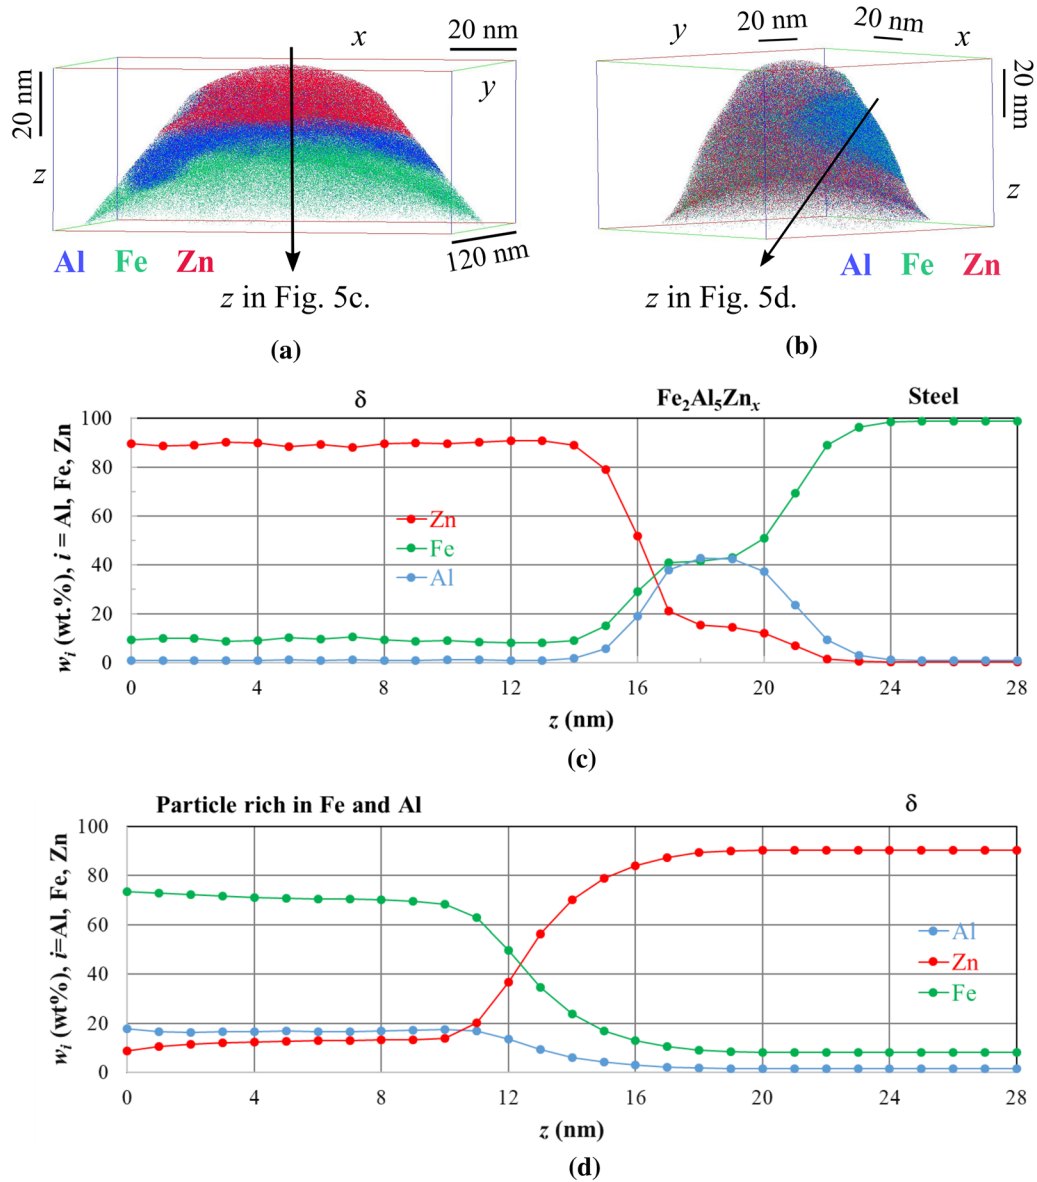 x
20 nm
y
20 nm
z
120 nm
Al Fe Zn
z in Fig. 5c.
(a)
y
20 nm
20 nm
x
20 nm
z
Al Fe Zn
z in Fig. 5d.
(b)
δ
Fe₂Al₅Znₓ
Steel
100
80
60
40
20
0
wᵢ (wt.%), i = Al, Fe, Zn
Zn
Fe
Al
0 4 8 12 16 20 24 28
z (nm)
(c)
Particle rich in Fe and Al
δ
100
80
60
40
20
0
wᵢ (wt%), i=Al, Fe, Zn
Al
Zn
Fe
0 4 8 12 16 20 24 28
z (nm)
(d)